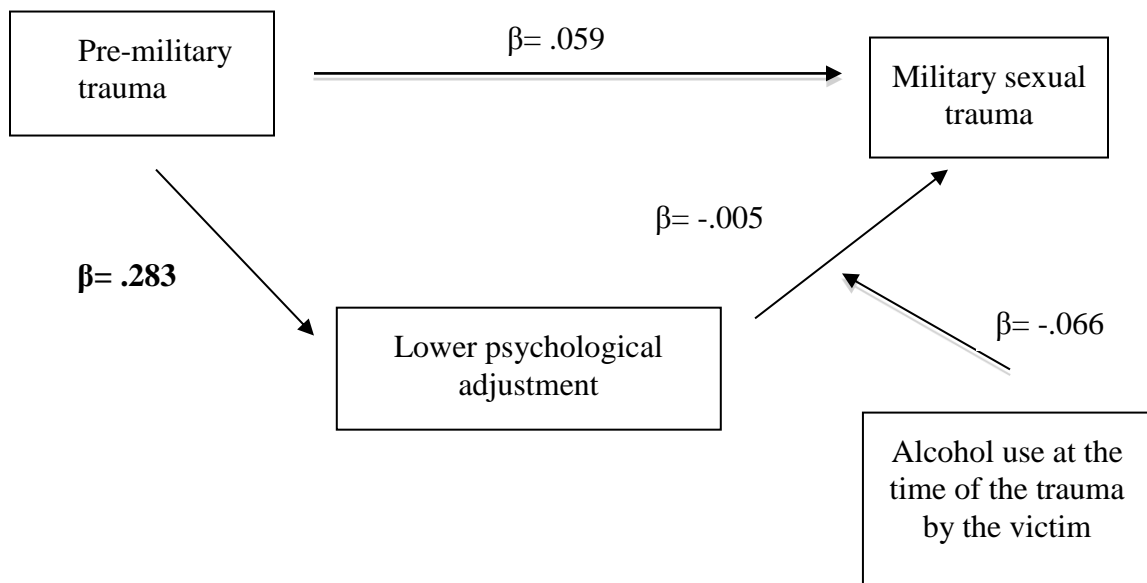 Pre-military
trauma
β= .059
Military sexual
trauma
β= -.005
β= .283
Lower psychological
adjustment
β= -.066
Alcohol use at the
time of the trauma
by the victim